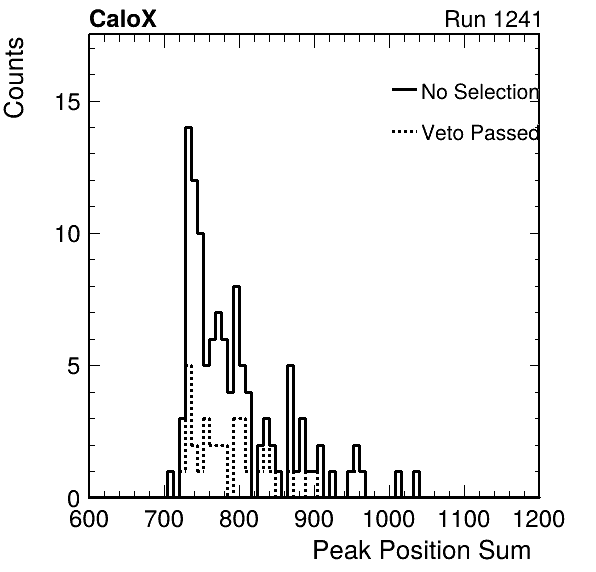 CaloX Run 1241
Counts
No Selection
Veto Passed
15
10
5
0
600 700 800 900 1000 1100 1200
Peak Position Sum